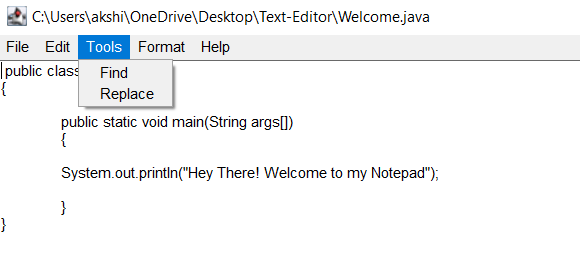 C:\Users\akshi\OneDrive\Desktop\Text-Editor\Welcome.java
File Edit Tools Format Help
Find
Replace
public class
{
public static void main(String args[])
{
System.out.println("Hey There! Welcome to my Notepad");
}
}